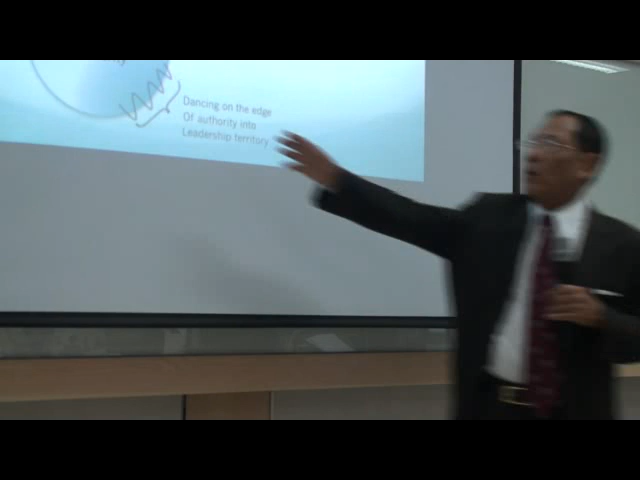 Dancing on the edge
Of authority into
Leadership territory